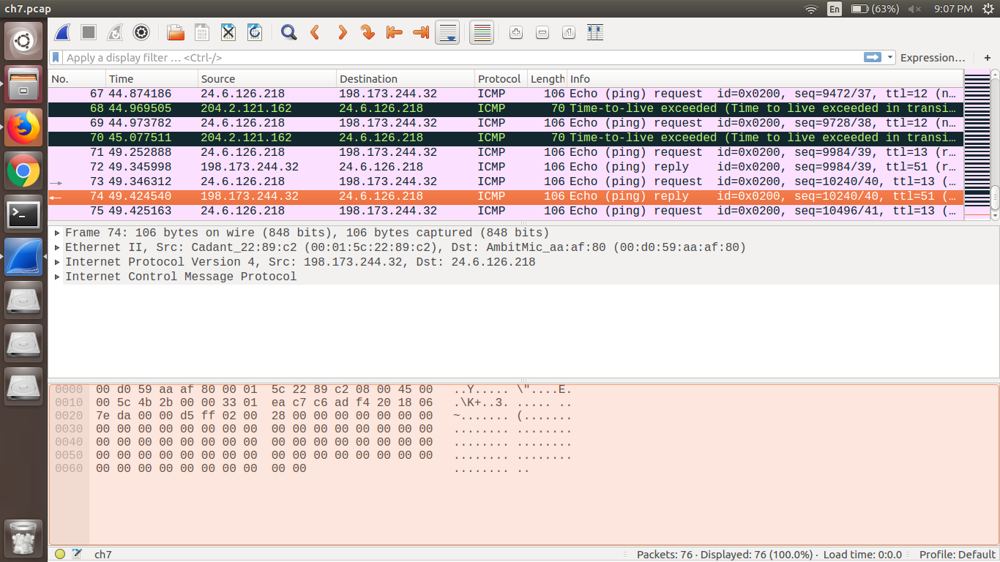 ch7.pcap En (63%) 9:07 PM
Apply a display filter … <Ctrl-/> Expression… +
No. Time Source Destination Protocol Length Info
67 44.874186 24.6.126.218 198.173.244.32 ICMP 106 Echo (ping) request id=0x0200, seq=9472/37, ttl=12 (n…
68 44.969505 204.2.121.162 24.6.126.218 ICMP 70 Time-to-live exceeded (Time to live exceeded in transi…
69 44.973782 24.6.126.218 198.173.244.32 ICMP 106 Echo (ping) request id=0x0200, seq=9728/38, ttl=12 (n…
70 45.077511 204.2.121.162 24.6.126.218 ICMP 70 Time-to-live exceeded (Time to live exceeded in transi…
71 49.252888 24.6.126.218 198.173.244.32 ICMP 106 Echo (ping) request id=0x0200, seq=9984/39, ttl=13 (r…
72 49.345998 198.173.244.32 24.6.126.218 ICMP 106 Echo (ping) reply id=0x0200, seq=9984/39, ttl=51 (r…
73 49.346312 24.6.126.218 198.173.244.32 ICMP 106 Echo (ping) request id=0x0200, seq=10240/40, ttl=13 (…
74 49.424540 198.173.244.32 24.6.126.218 ICMP 106 Echo (ping) reply id=0x0200, seq=10240/40, ttl=51 (…
75 49.425163 24.6.126.218 198.173.244.32 ICMP 106 Echo (ping) request id=0x0200, seq=10496/41, ttl=13 (…
Frame 74: 106 bytes on wire (848 bits), 106 bytes captured (848 bits)
Ethernet II, Src: Cadant_22:89:c2 (00:01:5c:22:89:c2), Dst: AmbitMic_aa:af:80 (00:d0:59:aa:af:80)
Internet Protocol Version 4, Src: 198.173.244.32, Dst: 24.6.126.218
Internet Control Message Protocol
0000 00 d0 59 aa af 80 00 01 5c 22 89 c2 08 00 45 00 ..Y..... \"....E.
0010 00 5c 4b 2b 00 00 33 01 ea c7 c6 ad f4 20 18 06 .\K+..3. ..... ..
0020 7e da 00 00 d5 ff 02 00 28 00 00 00 00 00 00 00 ~....... (.......
0030 00 00 00 00 00 00 00 00 00 00 00 00 00 00 00 00 ........ ........
0040 00 00 00 00 00 00 00 00 00 00 00 00 00 00 00 00 ........ ........
0050 00 00 00 00 00 00 00 00 00 00 00 00 00 00 00 00 ........ ........
0060 00 00 00 00 00 00 00 00 00 00 ........ ..
ch7 Packets: 76 · Displayed: 76 (100.0%) · Load time: 0:0.0 Profile: Default